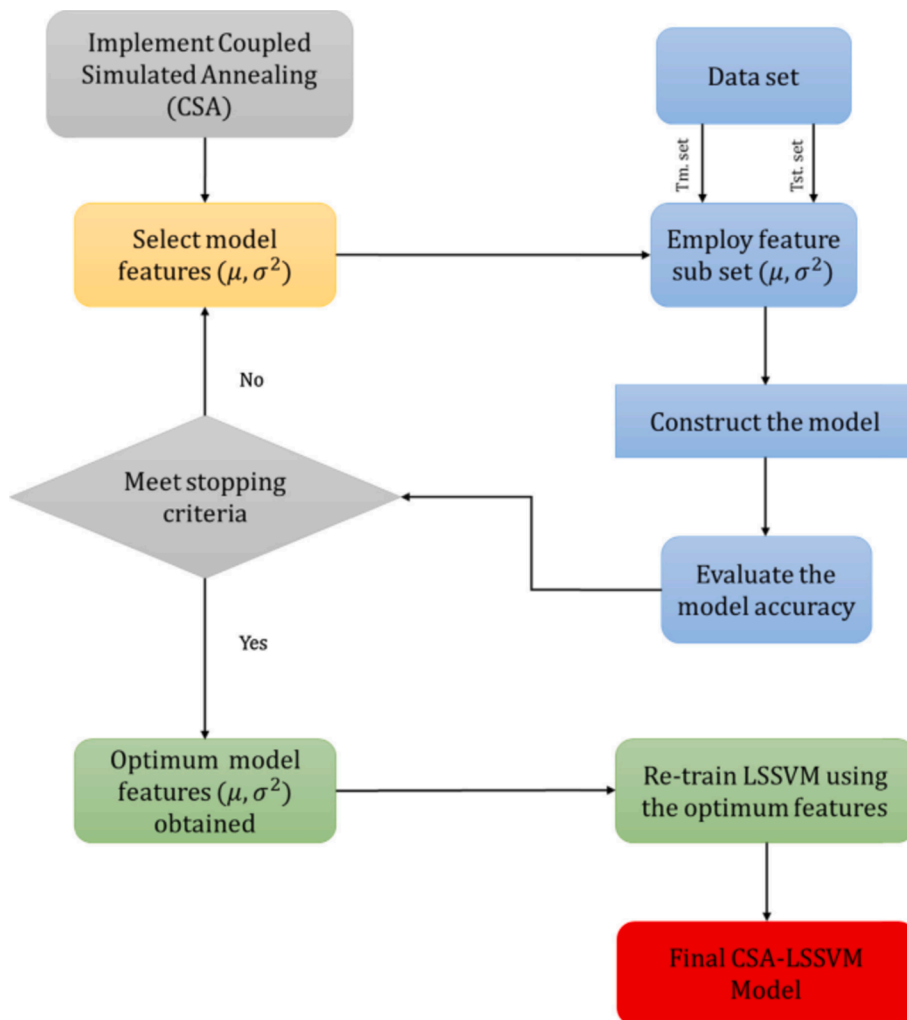 Implement Coupled
Simulated Annealing
(CSA)
Data set
Tm. set
Tst. set
Select model
features (μ, σ²)
Employ feature
sub set (μ, σ²)
No
Construct the model
Meet stopping
criteria
Evaluate the
model accuracy
Yes
Optimum model
features (μ, σ²)
obtained
Re-train LSSVM using
the optimum features
Final CSA-LSSVM
Model